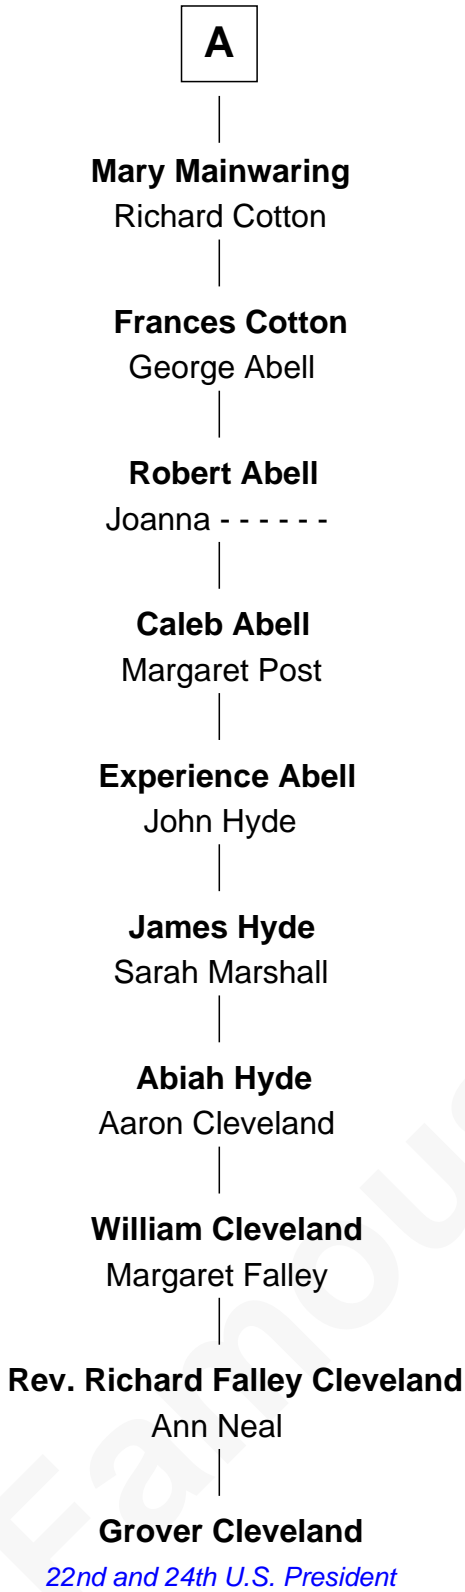 A
Mary Mainwaring
Richard Cotton
Frances Cotton
George Abell
Robert Abell
Joanna - - - - - -
Caleb Abell
Margaret Post
Experience Abell
John Hyde
James Hyde
Sarah Marshall
Abiah Hyde
Aaron Cleveland
William Cleveland
Margaret Falley
Rev. Richard Falley Cleveland
Ann Neal
Grover Cleveland
22nd and 24th U.S. President
Famous